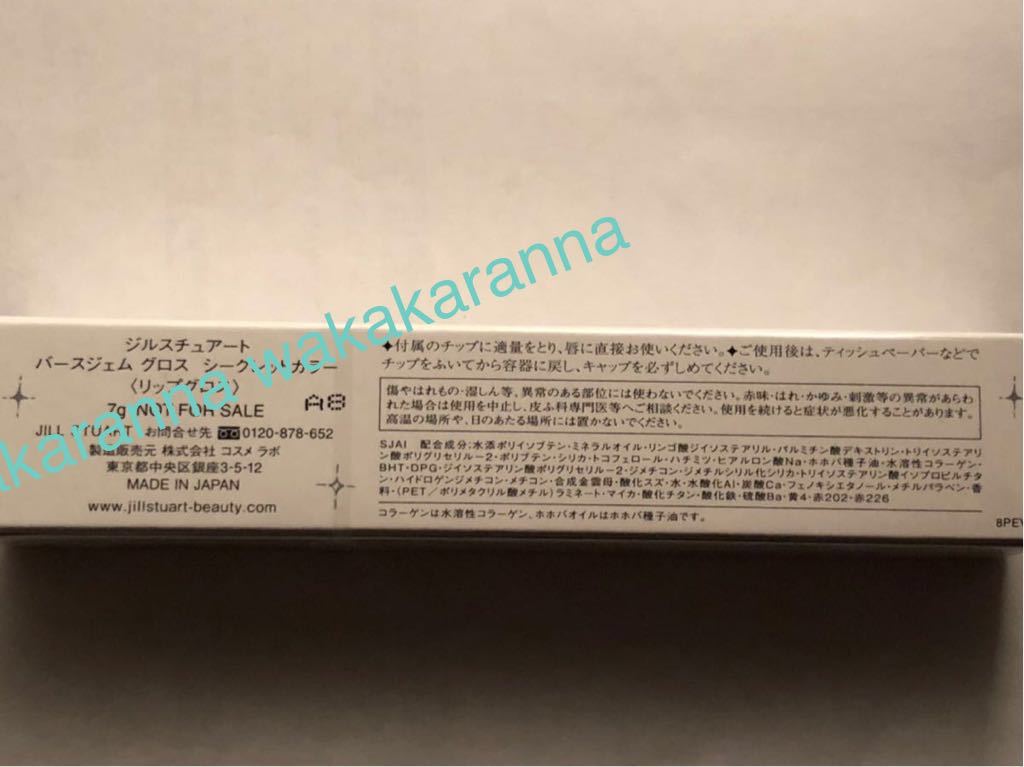 ジルスチュアート
バースジェム グロス シークレットカラー
〈リップグロス〉
7g NOT FOR SALE
A8
JILL STUART お問合せ先 0120-878-652
製造販売元 株式会社 コスメ ラボ
東京都中央区銀座3-5-12
MADE IN JAPAN
www.jillstuart-beauty.com
✦付属のチップに適量をとり、唇に直接お使いください。✦ご使用後は、ティッシュペーパーなどで
チップをふいてから容器に戻し、キャップを必ずしめてください。
傷やはれもの・湿しん等、異常のある部位には使わないでください。赤味・はれ・かゆみ・刺激等の異常があらわ
れた場合は使用を中止し、皮ふ科専門医等へご相談ください。使用を続けると症状が悪化することがあります。
高温の場所や、日のあたる場所には置かないでください。
SJAI 配合成分:水添ポリイソブテン・ミネラルオイル・リンゴ酸ジイソステアリル・パルミチン酸デキストリン・トリイソステアリ
ン酸ポリグリセリル-2・ポリブテン・シリカ・トコフェロール・ハチミツ・ヒアルロン酸Na・ホホバ種子油・水溶性コラーゲン・
BHT・DPG・ジイソステアリン酸ポリグリセリル-2・ジメチコン・ジメチルシリル化シリカ・トリイソステアリン酸イソプロピルチタ
ン・ハイドロゲンジメチコン・メチコン・合成金雲母・酸化スズ・水・水酸化Al・炭酸Ca・フェノキシエタノール・メチルパラベン・香
料・(PET/ポリメタクリル酸メチル)ラミネート・マイカ・酸化チタン・酸化鉄・硫酸Ba・黄4・赤202・赤226
コラーゲンは水溶性コラーゲン、ホホバオイルはホホバ種子油です。
8PEV
wakakaranna wakakaranna